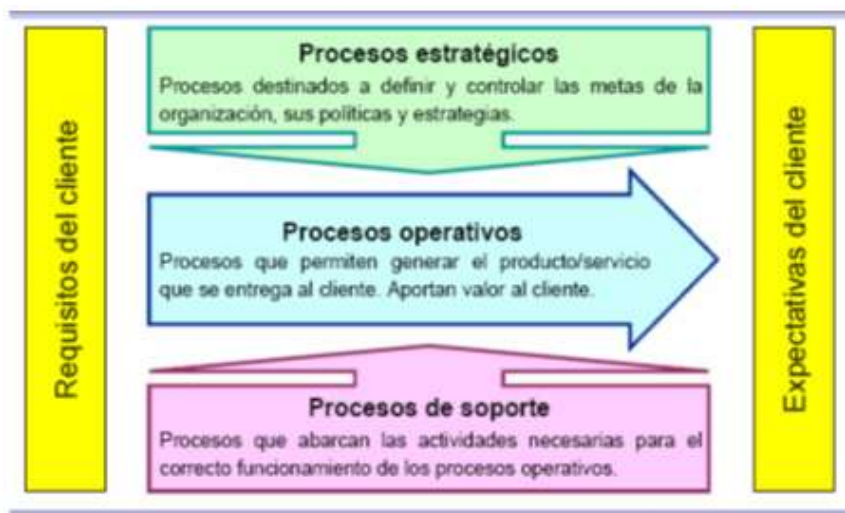 Requisitos del cliente
Procesos estratégicos
Procesos destinados a definir y controlar las metas de la
organización, sus políticas y estrategias.
Procesos operativos
Procesos que permiten generar el producto/servicio
que se entrega al cliente. Aportan valor al cliente.
Procesos de soporte
Procesos que abarcan las actividades necesarias para el
correcto funcionamiento de los procesos operativos.
Expectativas del cliente